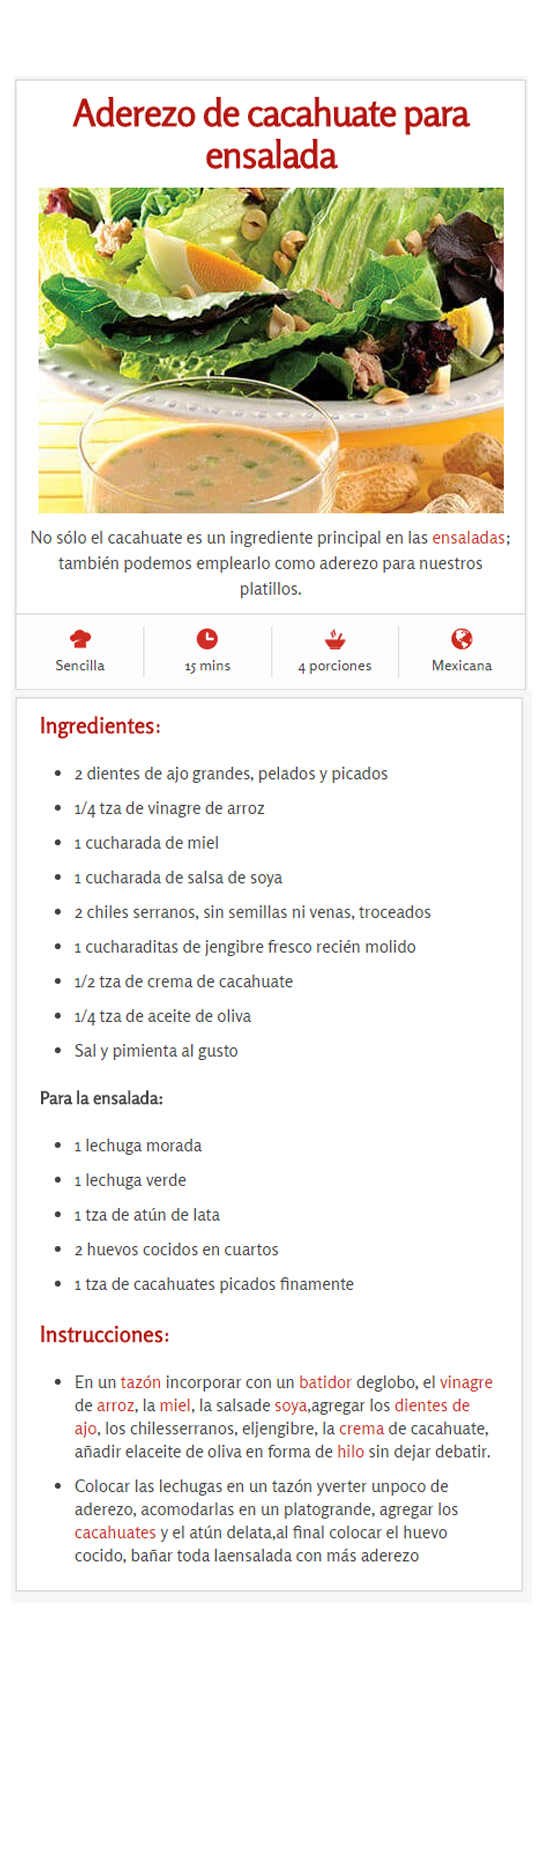 Aderezo de cacahuate para
ensalada
No sólo el cacahuate es un ingrediente principal en las ensaladas;
también podemos emplearlo como aderezo para nuestros
platillos.
Sencilla
15 mins
4 porciones
Mexicana
Ingredientes:
• 2 dientes de ajo grandes, pelados y picados
• 1/4 tza de vinagre de arroz
• 1 cucharada de miel
• 1 cucharada de salsa de soya
• 2 chiles serranos, sin semillas ni venas, troceados
• 1 cucharaditas de jengibre fresco recién molido
• 1/2 tza de crema de cacahuate
• 1/4 tza de aceite de oliva
• Sal y pimienta al gusto
Para la ensalada:
• 1 lechuga morada
• 1 lechuga verde
• 1 tza de atún de lata
• 2 huevos cocidos en cuartos
• 1 tza de cacahuates picados finamente
Instrucciones:
• En un tazón incorporar con un batidor deglobo, el vinagre
de arroz, la miel, la salsade soya,agregar los dientes de
ajo, los chilesserranos, eljengibre, la crema de cacahuate,
añadir elaceite de oliva en forma de hilo sin dejar debatir.
• Colocar las lechugas en un tazón yverter unpoco de
aderezo, acomodarlas en un platogrande, agregar los
cacahuates y el atún delata,al final colocar el huevo
cocido, bañar toda laensalada con más aderezo